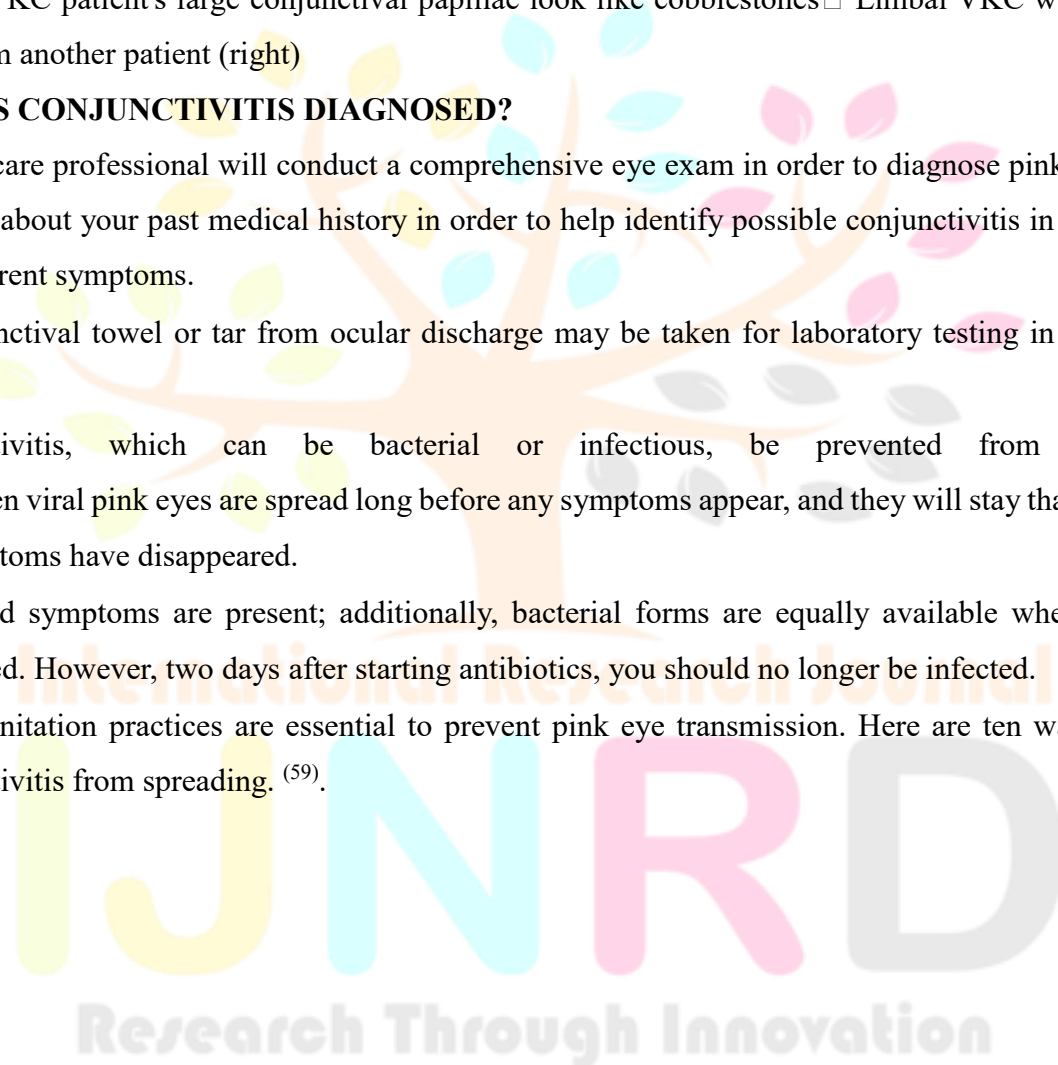 KC patient's large conjunctival papillae look like cobblestones□ Limbal VKC w
another patient (right)
S CONJUNCTIVITIS DIAGNOSED?
care professional will conduct a comprehensive eye exam in order to diagnose pink
about your past medical history in order to help identify possible conjunctivitis in
rent symptoms.
nctival towel or tar from ocular discharge may be taken for laboratory testing in
ivitis, which can be bacterial or infectious, be prevented from
en viral pink eyes are spread long before any symptoms appear, and they will stay tha
toms have disappeared.
d symptoms are present; additionally, bacterial forms are equally available whe
International Research Journal
ed. However, two days after starting antibiotics, you should no longer be infected.
nitation practices are essential to prevent pink eye transmission. Here are ten wa
ivitis from spreading. (59).
IJNRD
Research Through Innovation